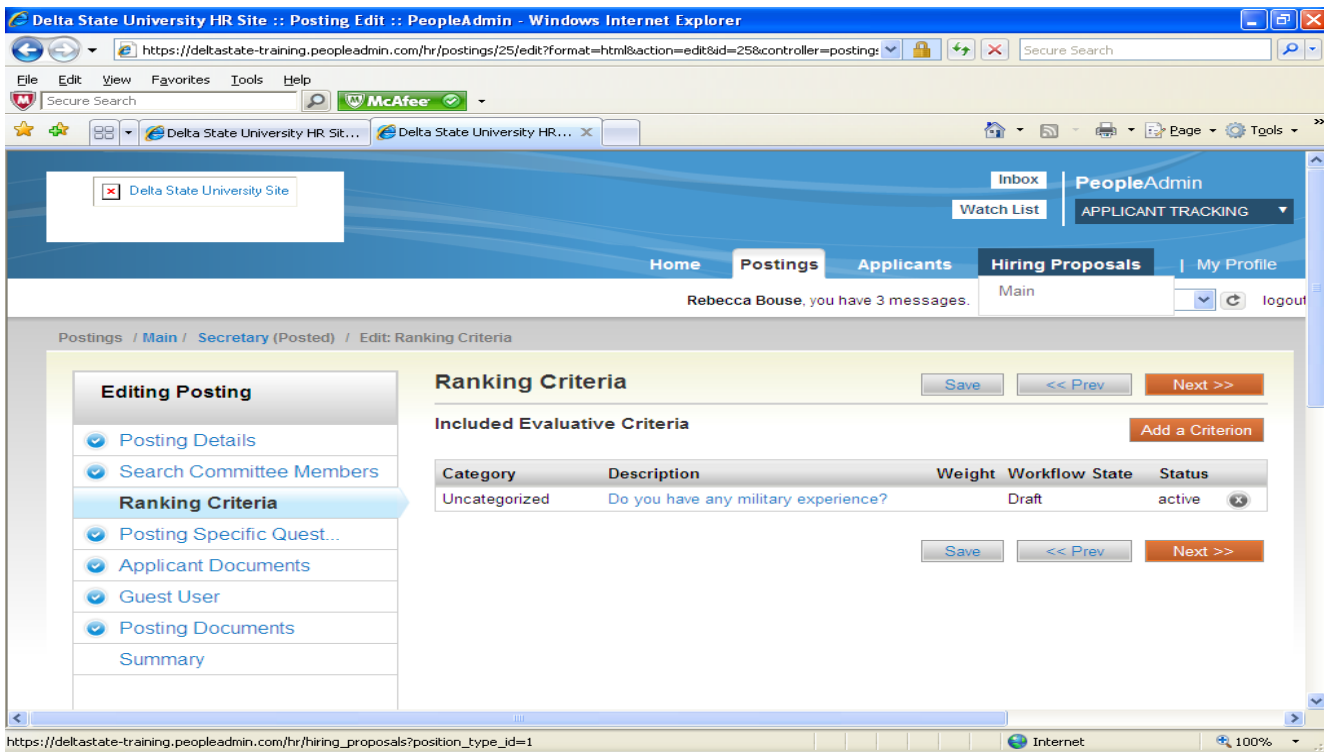 Delta State University HR Site :: Posting Edit :: PeopleAdmin - Windows Internet Explorer
https://deltastate-training.peopleadmin.com/hr/postings/25/edit?format=html&action=edit&id=25&controller=postings Secure Search
File Edit View Favorites Tools Help
Secure Search McAfee
Delta State University HR Sit... Delta State University HR... Page Tools »
Delta State University Site
Inbox PeopleAdmin
Watch List APPLICANT TRACKING
Home Postings Applicants Hiring Proposals | My Profile
Rebecca Bouse, you have 3 messages. Main logout
Postings / Main / Secretary (Posted) / Edit: Ranking Criteria
Editing Posting
Posting Details
Search Committee Members
Ranking Criteria
Posting Specific Quest...
Applicant Documents
Guest User
Posting Documents
Summary
Ranking Criteria Save << Prev Next >>
Included Evaluative Criteria Add a Criterion
Category Description Weight Workflow State Status
Uncategorized Do you have any military experience? Draft active
Save << Prev Next >>
https://deltastate-training.peopleadmin.com/hr/hiring_proposals?position_type_id=1 Internet 100%